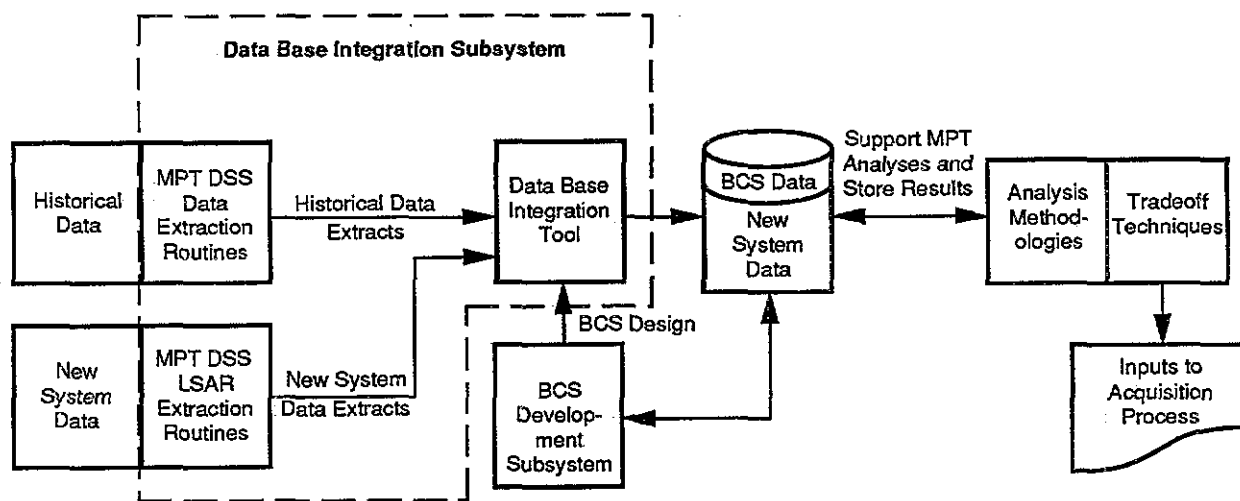 Data Base Integration Subsystem
Historical
Data
MPT DSS
Data
Extraction
Routines
Historical Data
Extracts
Data Base
Integration
Tool
BCS Data
New
System
Data
Support MPT
Analyses and
Store Results
Analysis
Method-
ologies
Tradeoff
Techniques
New
System
Data
MPT DSS
LSAR
Extraction
Routines
New System
Data Extracts
BCS Design
BCS
Develop-
ment
Subsystem
Inputs to
Acquisition
Process